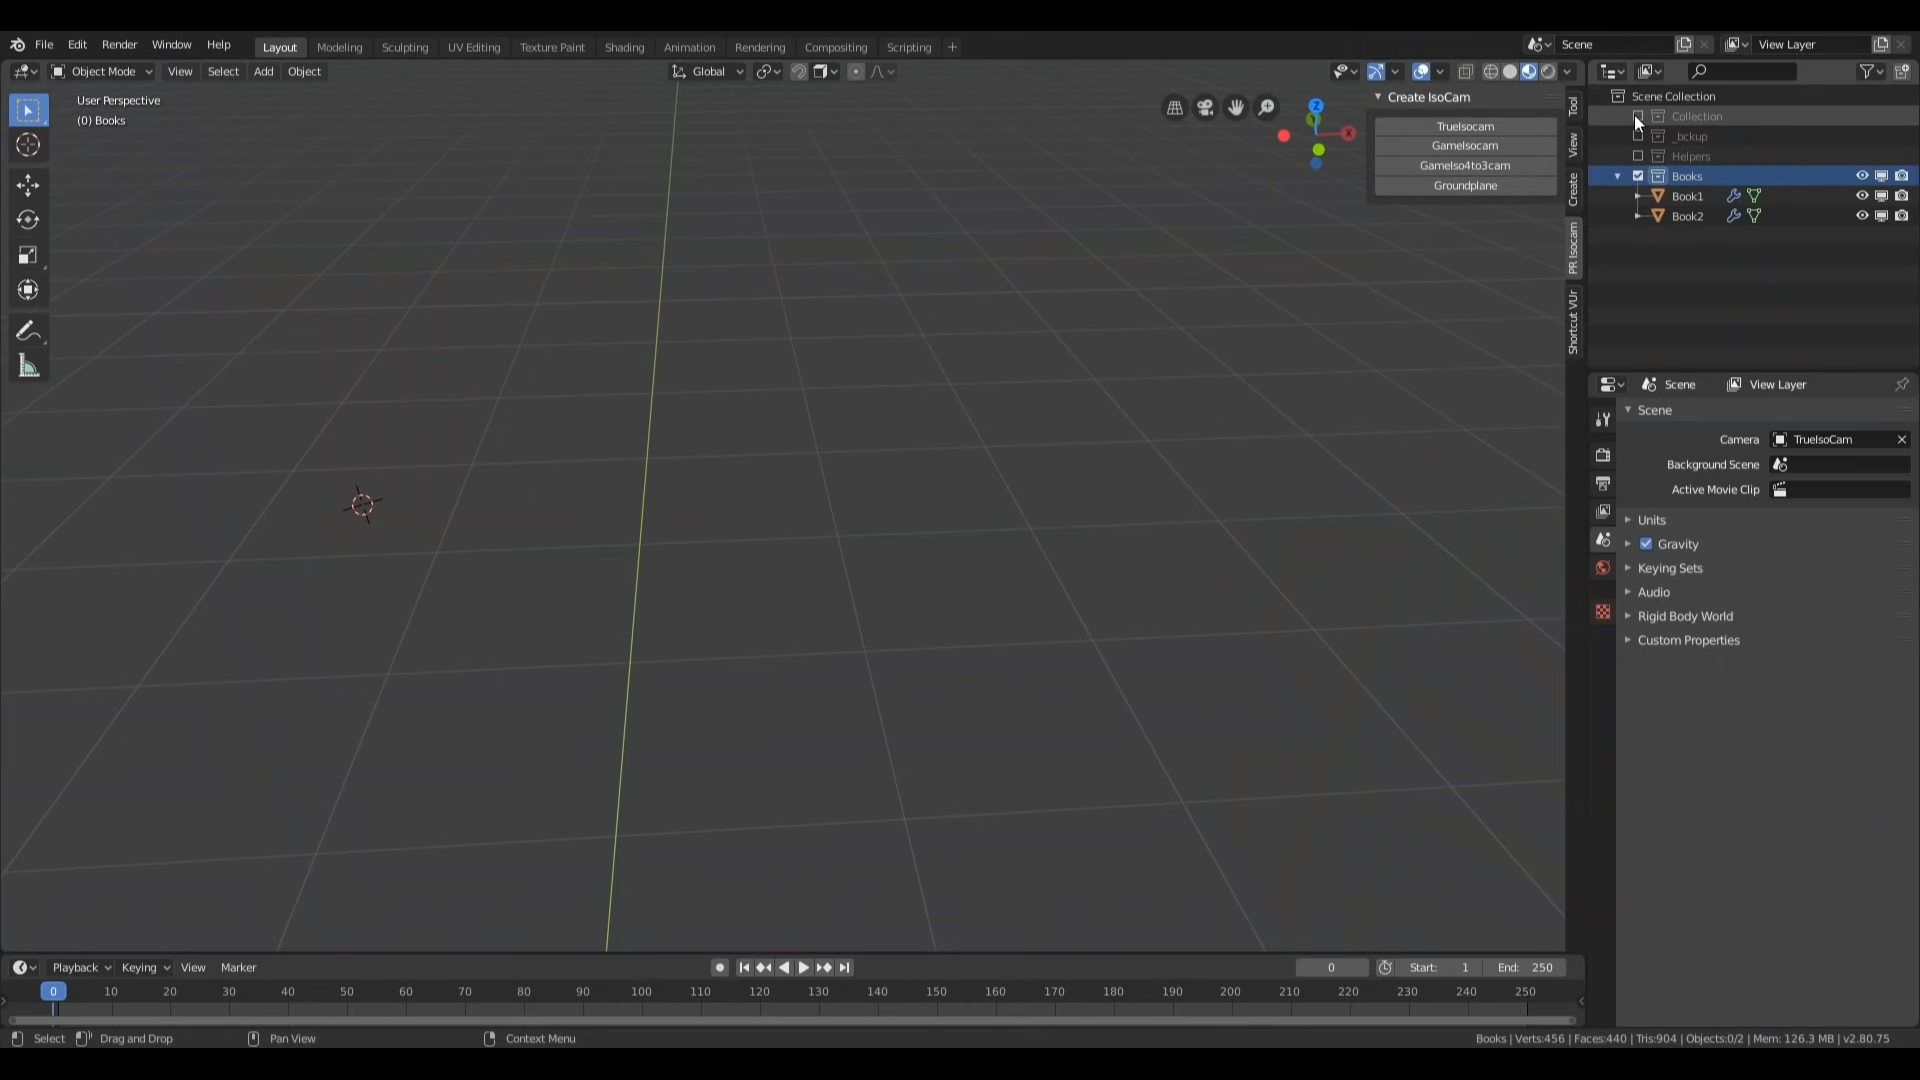 File Edit Render Window Help Layout Modeling Sculpting UV Editing Texture Paint Shading Animation Rendering Compositing Scripting + Scene View Layer
Object Mode View Select Add Object Global
User Perspective
(0) Books
Create IsoCam
TrueIsocam
GameIsocam
GameIso4to3cam
Groundplane
Z
X
Tool
View
Create
PR Isocam
Shortcut VUr
Scene Collection
Collection
_bckup
Helpers
Books
Book1
Book2
Scene View Layer
Scene
Camera TrueIsoCam
Background Scene
Active Movie Clip
Units
Gravity
Keying Sets
Audio
Rigid Body World
Custom Properties
Playback Keying View Marker 0 Start: 1 End: 250
0 10 20 30 40 50 60 70 80 90 100 110 120 130 140 150 160 170 180 190 200 210 220 230 240 250
Select Drag and Drop Pan View Context Menu Books | Verts:456 | Faces:440 | Tris:904 | Objects:0/2 | Mem: 126.3 MB | v2.80.75